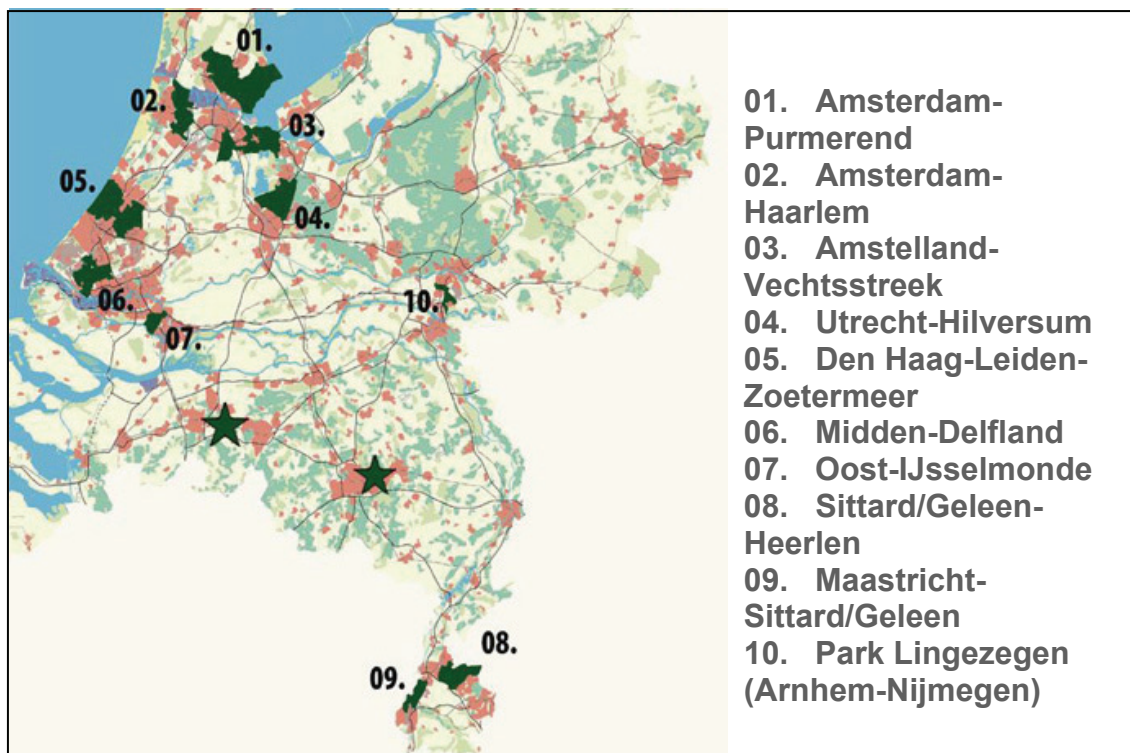 01.
02.
03.
05.
04.
10.
06.
07.
08.
09.
01. Amsterdam-
Purmerend
02. Amsterdam-
Haarlem
03. Amstelland-
Vechtsstreek
04. Utrecht-Hilversum
05. Den Haag-Leiden-
Zoetermeer
06. Midden-Delfland
07. Oost-IJsselmonde
08. Sittard/Geleen-
Heerlen
09. Maastricht-
Sittard/Geleen
10. Park Lingezegen
(Arnhem-Nijmegen)